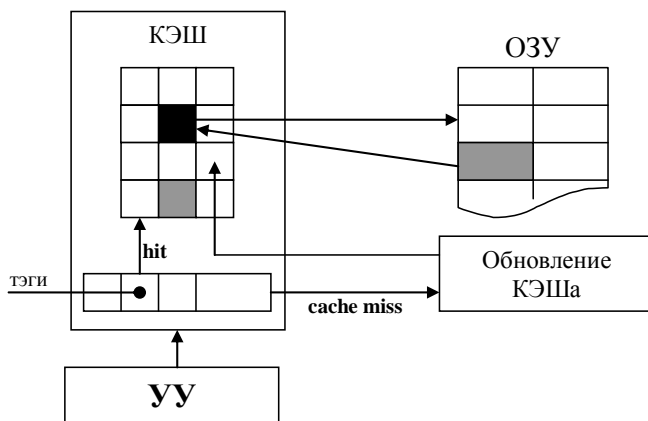 КЭШ
ОЗУ
hit
тэги
cache miss
Обновление
КЭШа
УУ